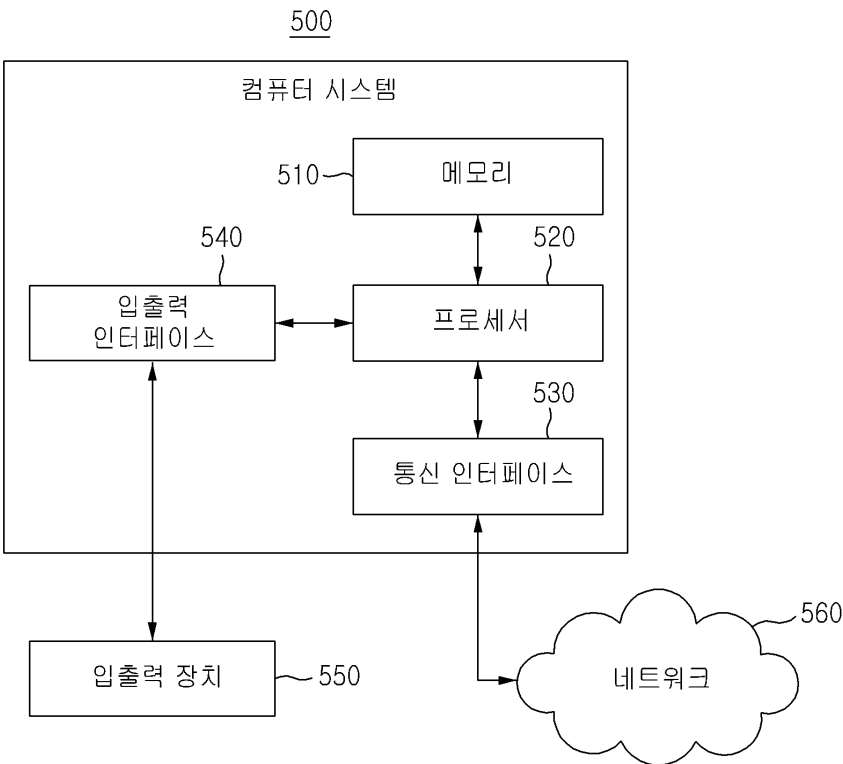 500
컴퓨터 시스템
510
메모리
540
520
입출력
인터페이스
프로세서
530
통신 인터페이스
560
입출력 장치
550
네트워크